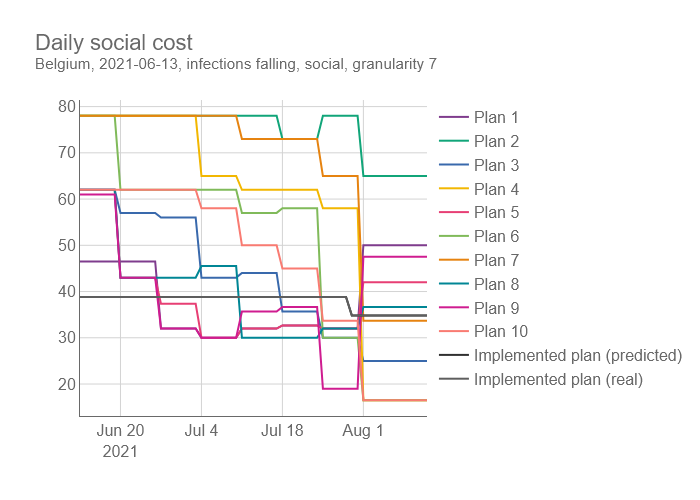 Daily social cost
Belgium, 2021-06-13, infections falling, social, granularity 7
80
70
60
50
40
30
20
Jun 20
2021
Jul 4
Jul 18
Aug 1
Plan 1
Plan 2
Plan 3
Plan 4
Plan 5
Plan 6
Plan 7
Plan 8
Plan 9
Plan 10
Implemented plan (predicted)
Implemented plan (real)